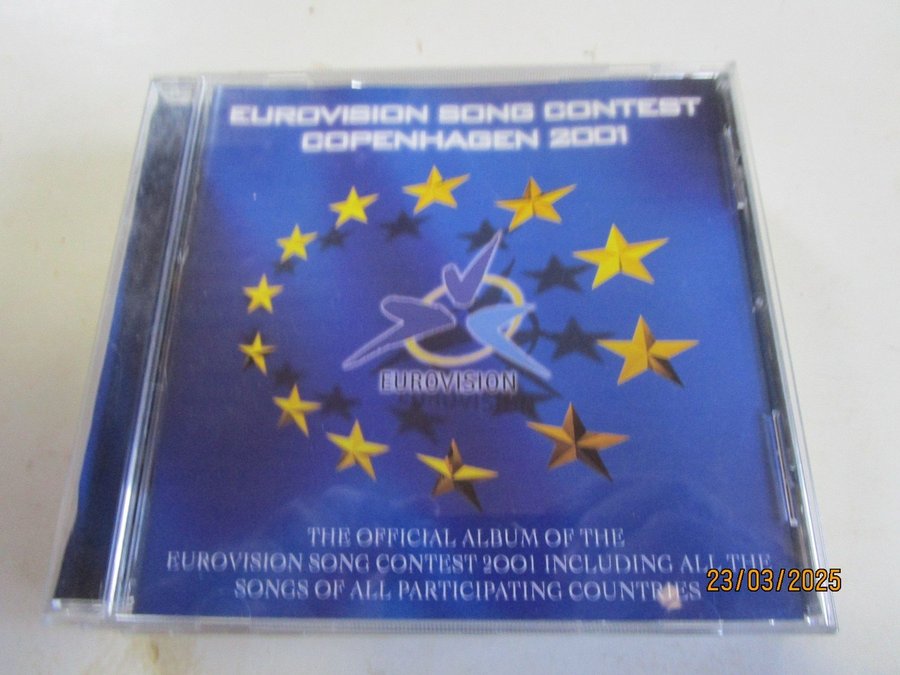 EUROVISION SONG CONTEST
COPENHAGEN 2001
EUROVISION
THE OFFICIAL ALBUM OF THE
EUROVISION SONG CONTEST 2001 INCLUDING ALL THE
SONGS OF ALL PARTICIPATING COUNTRIES
23/03/2025